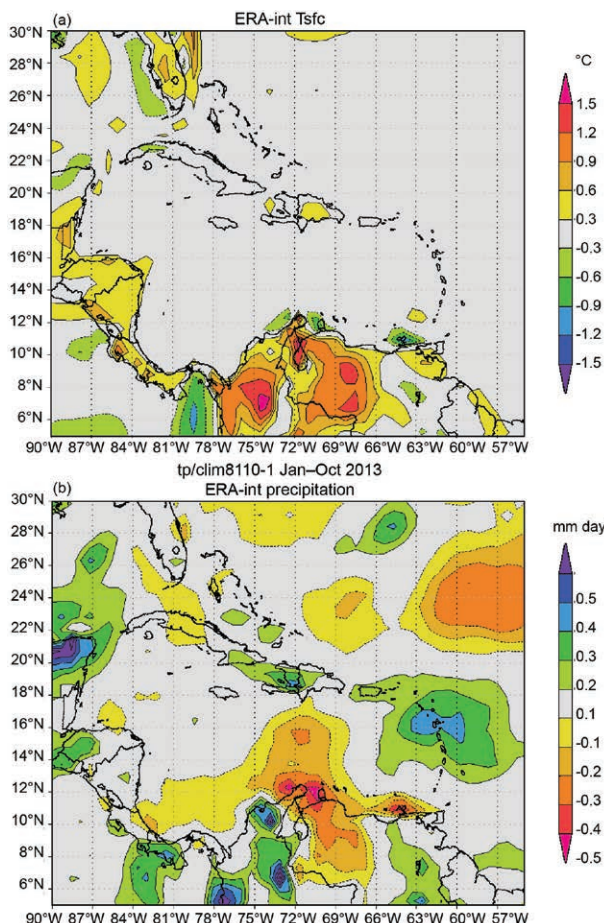 (a)
ERA-int Tsfc
30°N
28°N
26°N
24°N
22°N
20°N
18°N
16°N
14°N
12°N
10°N
8°N
6°N
90°W 87°W 84°W 81°W 78°W 75°W 72°W 69°W 66°W 63°W 60°W 57°W
°C
1.5
1.2
0.9
0.6
0.3
-0.3
-0.6
-0.9
-1.2
-1.5
tp/clim8110-1 Jan–Oct 2013
(b)
ERA-int precipitation
30°N
28°N
26°N
24°N
22°N
20°N
18°N
16°N
14°N
12°N
10°N
8°N
6°N
90°W 87°W 84°W 81°W 78°W 75°W 72°W 69°W 66°W 63°W 60°W 57°W
mm day
0.5
0.4
0.3
0.2
0.1
-0.1
-0.2
-0.3
-0.4
-0.5